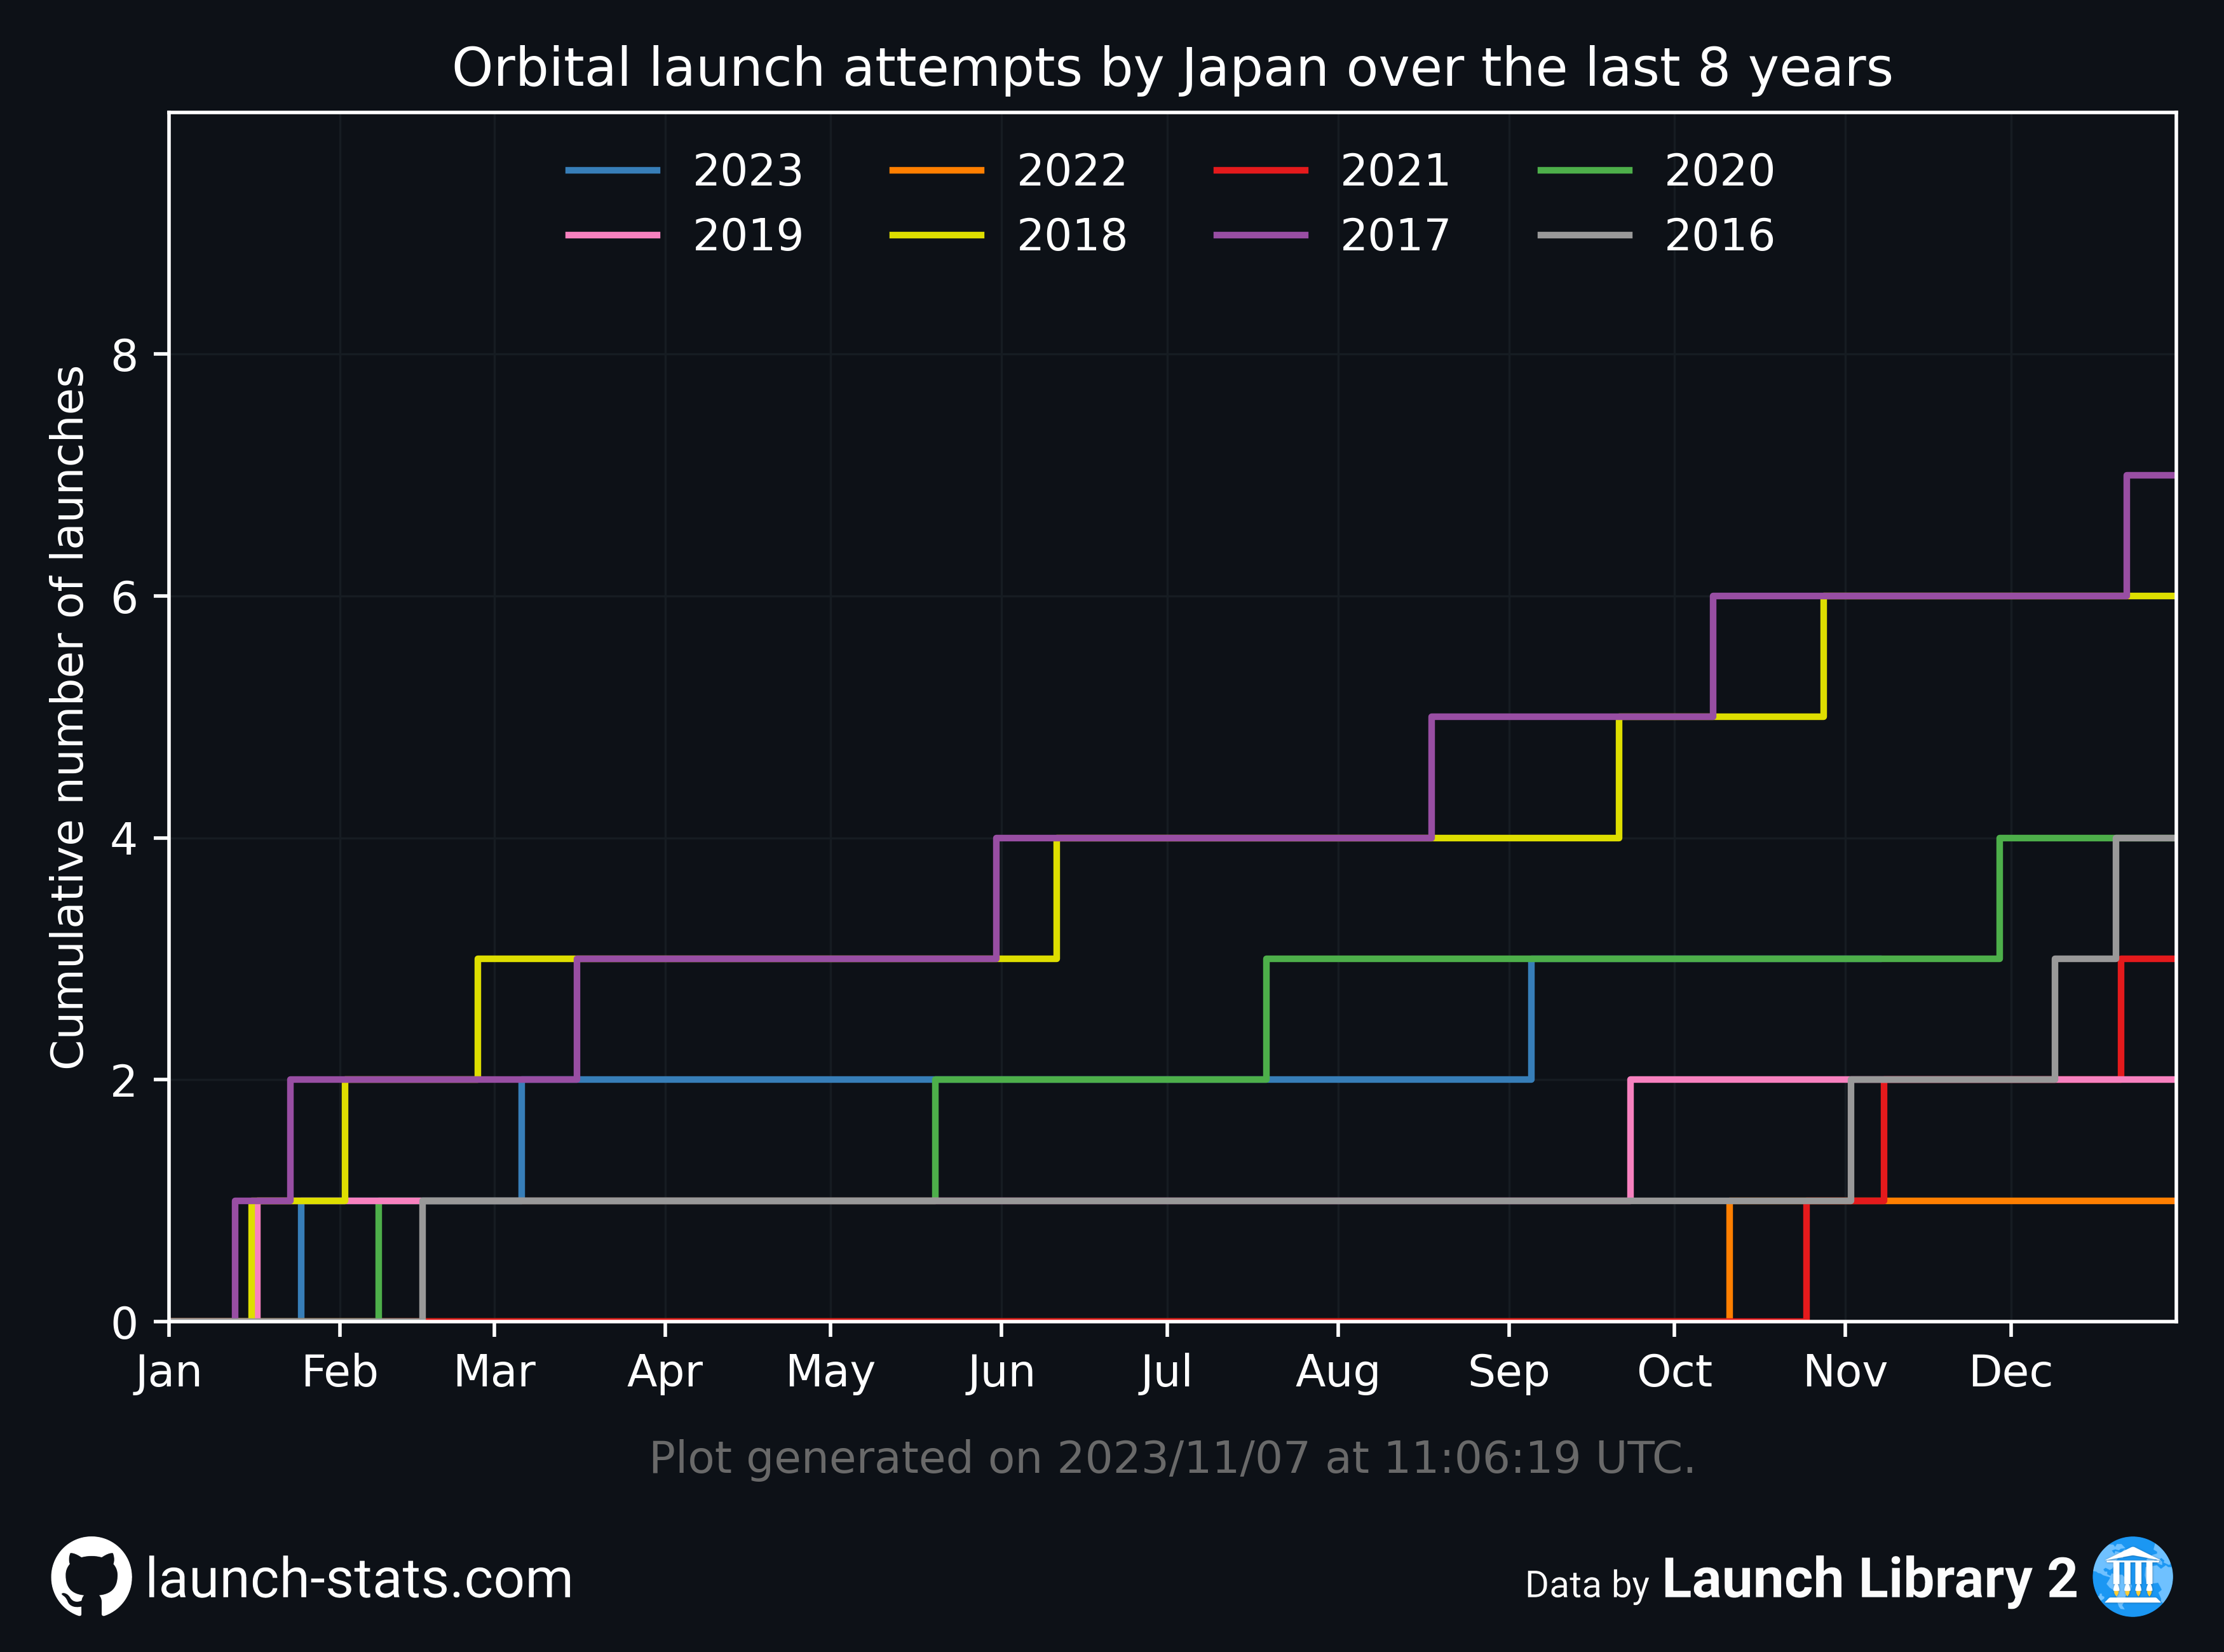 Orbital launch attempts by Japan over the last 8 years
2023 2022 2021 2020
2019 2018 2017 2016
Cumulative number of launches
8
6
4
2
0
Jan Feb Mar Apr May Jun Jul Aug Sep Oct Nov Dec
Plot generated on 2023/11/07 at 11:06:19 UTC.
launch-stats.com
Data by Launch Library 2